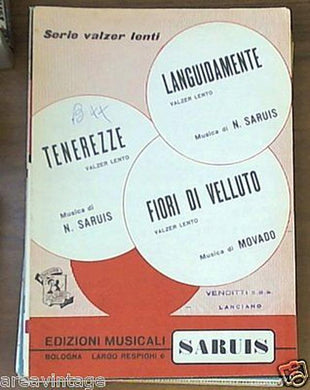 Serie valzer lenti
LANGUIDAMENTE
VALZER LENTO
Musica di N. SARUIS
TENEREZZE
VALZER LENTO
Musica di
N. SARUIS
FIORI DI VELLUTO
VALZER LENTO
Musica di MOVADO
VENDITTI
LANCIANO
EDIZIONI MUSICALI
BOLOGNA LARGO RESPIGHI 6
SARUIS
areavintage